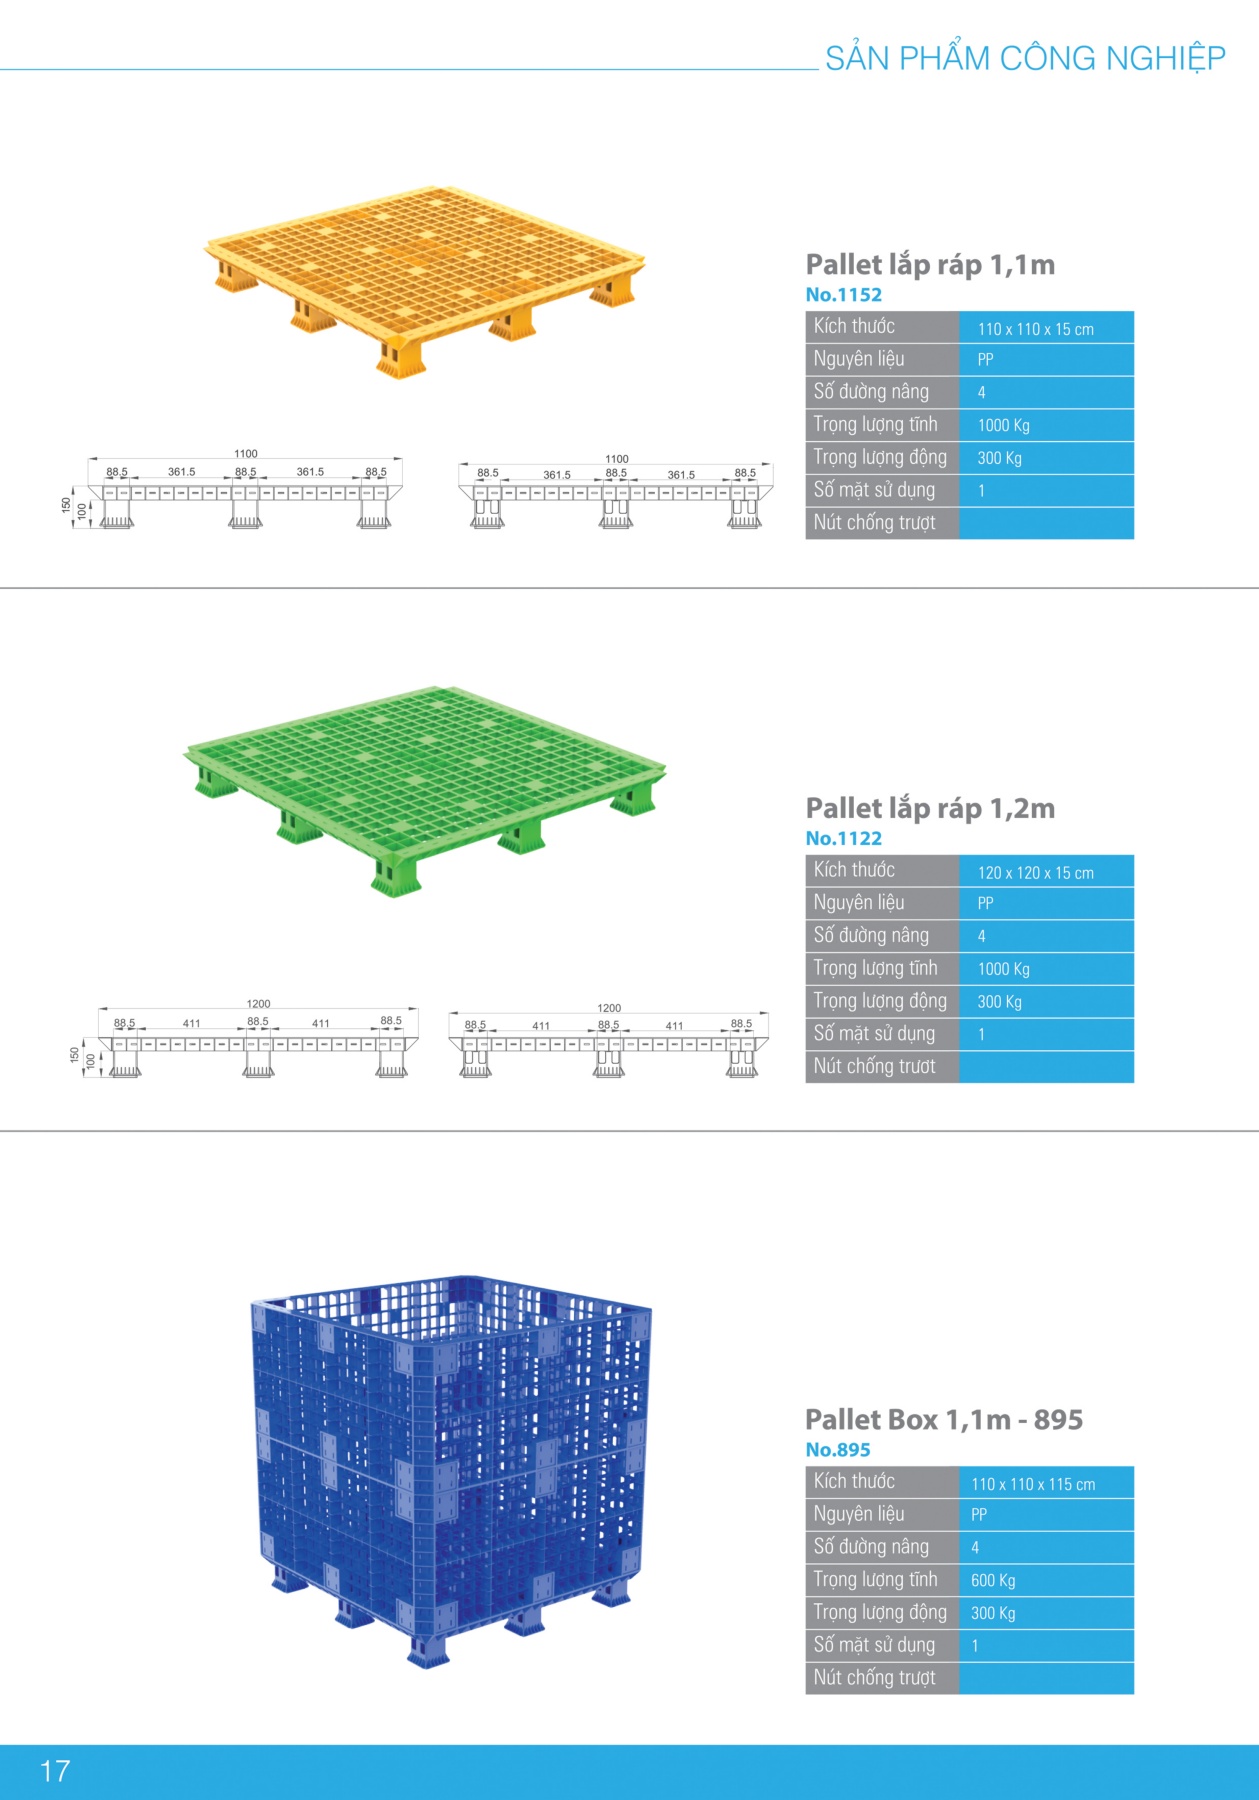 SẢN PHẨM CÔNG NGHIỆP
Pallet lắp ráp 1,1m
No.1152
Kích thước 110 x 110 x 15 cm
Nguyên liệu PP
Số đường nâng 4
Trọng lượng tĩnh 1000 Kg
Trọng lượng động 300 Kg
Số mặt sử dụng 1
Nút chống trượt
1100
88.5 361.5 88.5 361.5 88.5
150
100
1100
88.5 361.5 88.5 361.5 88.5
Pallet lắp ráp 1,2m
No.1122
Kích thước 120 x 120 x 15 cm
Nguyên liệu PP
Số đường nâng 4
Trọng lượng tĩnh 1000 Kg
Trọng lượng động 300 Kg
Số mặt sử dụng 1
Nút chống trươt
1200
88.5 411 88.5 411 88.5
150
100
1200
88.5 411 88.5 411 88.5
Pallet Box 1,1m - 895
No.895
Kích thước 110 x 110 x 115 cm
Nguyên liệu PP
Số đường nâng 4
Trọng lượng tĩnh 600 Kg
Trọng lượng động 300 Kg
Số mặt sử dụng 1
Nút chống trượt
17